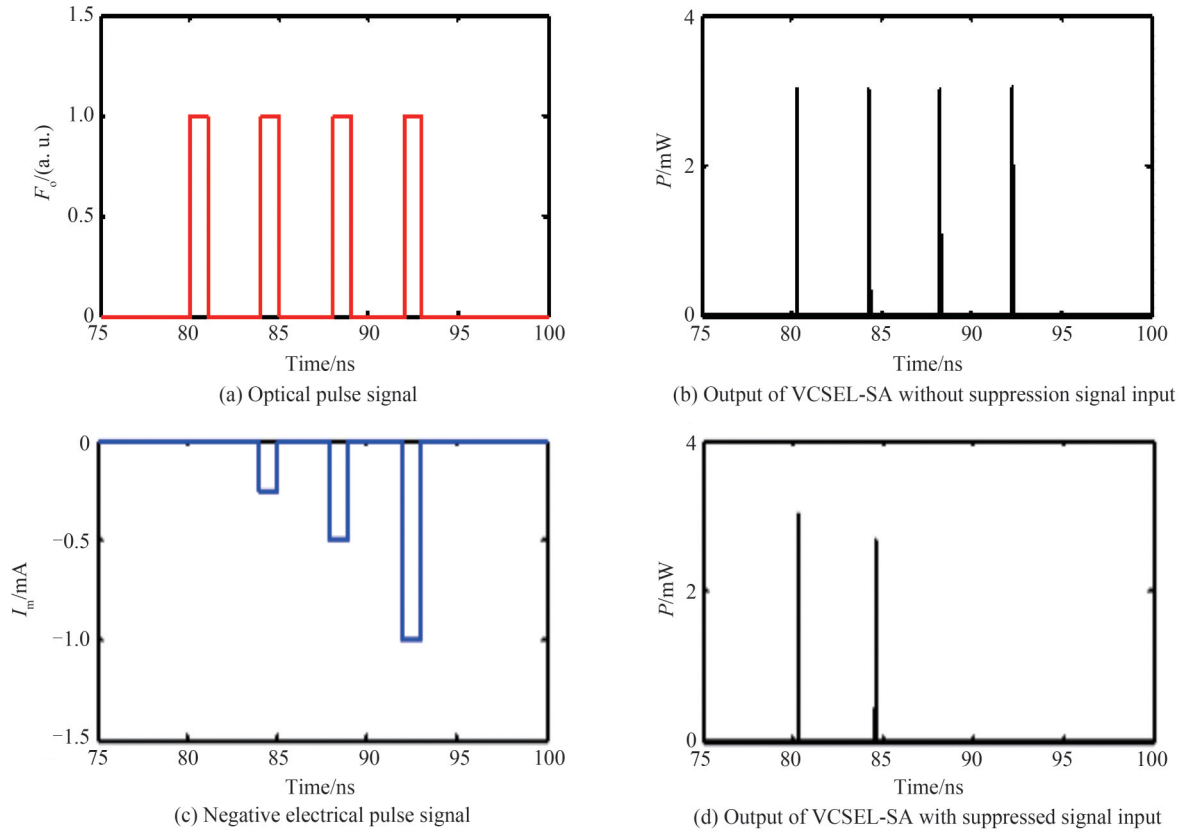 1.5
1.0
0.5
0
F_o/(a. u.)
75 80 85 90 95 100
Time/ns
(a) Optical pulse signal
4
2
0
P/mW
75 80 85 90 95 100
Time/ns
(b) Output of VCSEL-SA without suppression signal input
0
−0.5
−1.0
−1.5
I_m/mA
75 80 85 90 95 100
Time/ns
(c) Negative electrical pulse signal
4
2
0
P/mW
75 80 85 90 95 100
Time/ns
(d) Output of VCSEL-SA with suppressed signal input